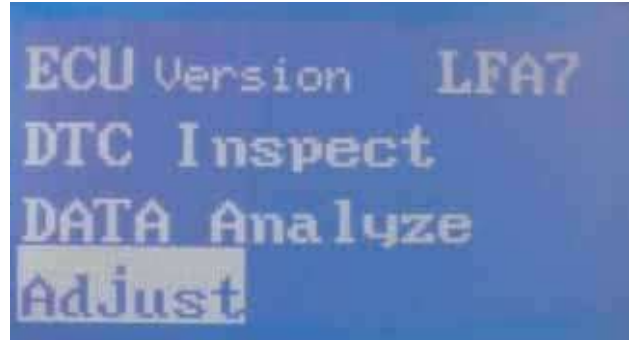 ECU Version LFA7
DTC Inspect
DATA Analyze
Adjust